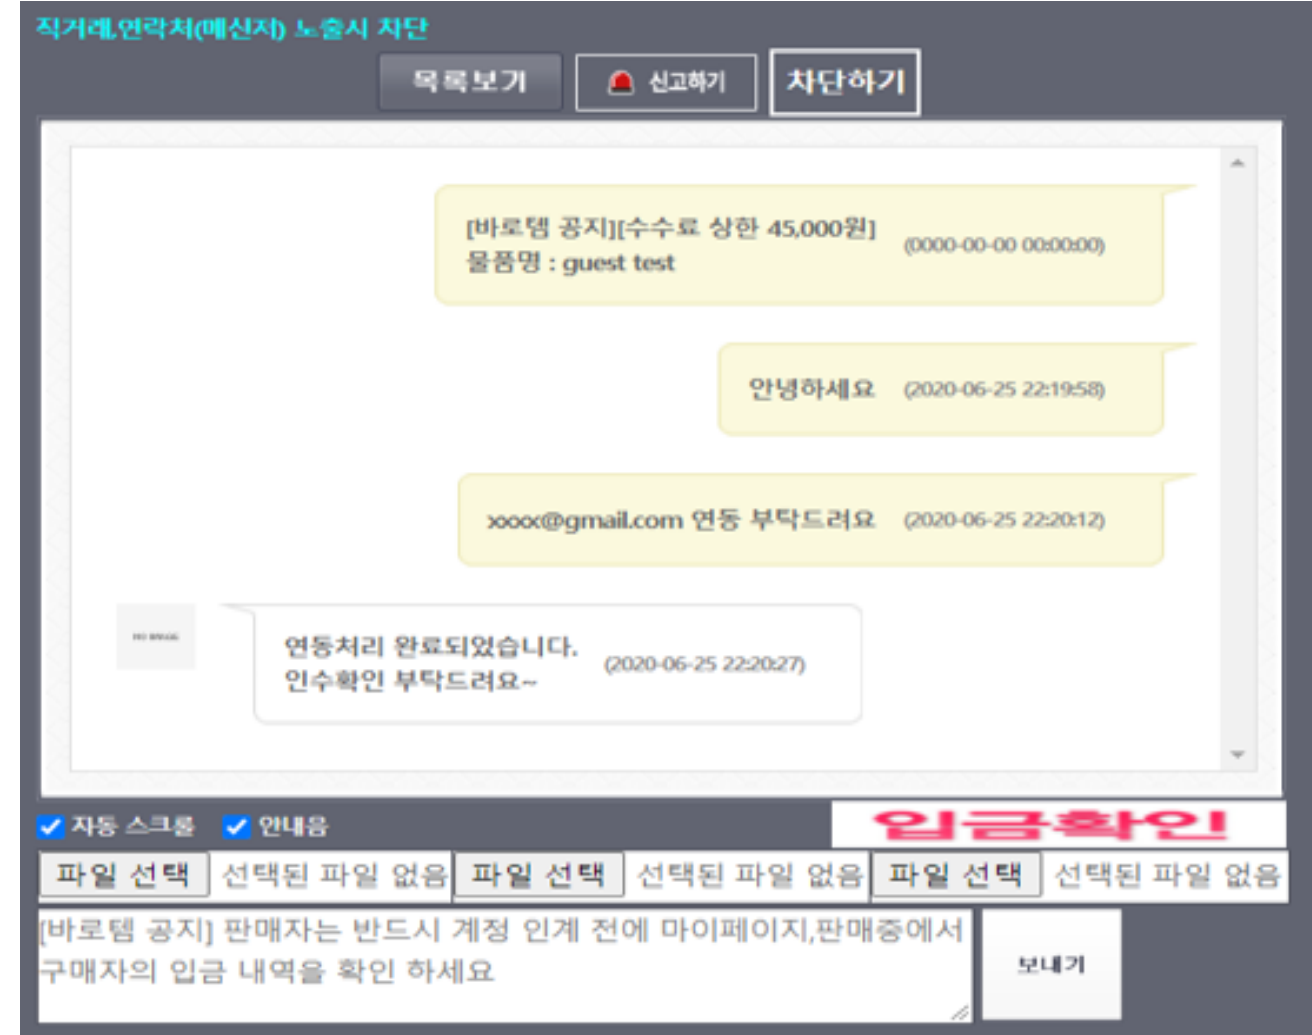 직거래,연락처(메신저) 노출시 차단
목록보기 신고하기 차단하기
[바로템 공지][수수료 상한 45,000원]
물품명 : guest test
(0000-00-00 00:00:00)
안녕하세요 (2020-06-25 22:19:58)
xxxx@gmail.com 연동 부탁드려요 (2020-06-25 22:20:12)
NO IMAGE
연동처리 완료되었습니다.
인수확인 부탁드려요~
(2020-06-25 22:20:27)
자동 스크롤 안내음 입금확인
파일 선택 선택된 파일 없음 파일 선택 선택된 파일 없음 파일 선택 선택된 파일 없음
[바로템 공지] 판매자는 반드시 계정 인계 전에 마이페이지,판매중에서
구매자의 입금 내역을 확인 하세요
보내기